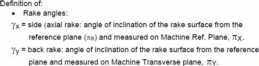 Definition of:
• Rake angles:
γx = side (axial rake: angle of inclination of the rake surface from the
reference plane (πR) and measured on Machine Ref. Plane, πX.
γy = back rake: angle of inclination of the rake surface from the reference
plane and measured on Machine Transverse plane, πY.